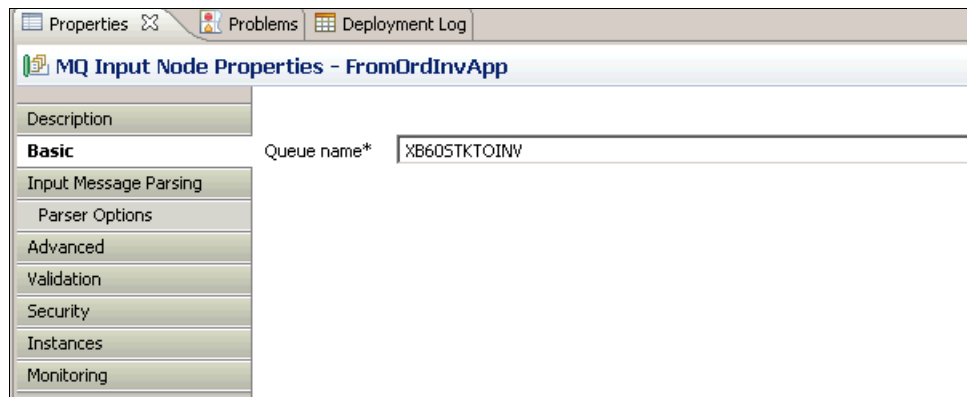 Properties Problems Deployment Log
MQ Input Node Properties - FromOrdInvApp
Description
Basic
Queue name* XB60STKTOINV
Input Message Parsing
Parser Options
Advanced
Validation
Security
Instances
Monitoring